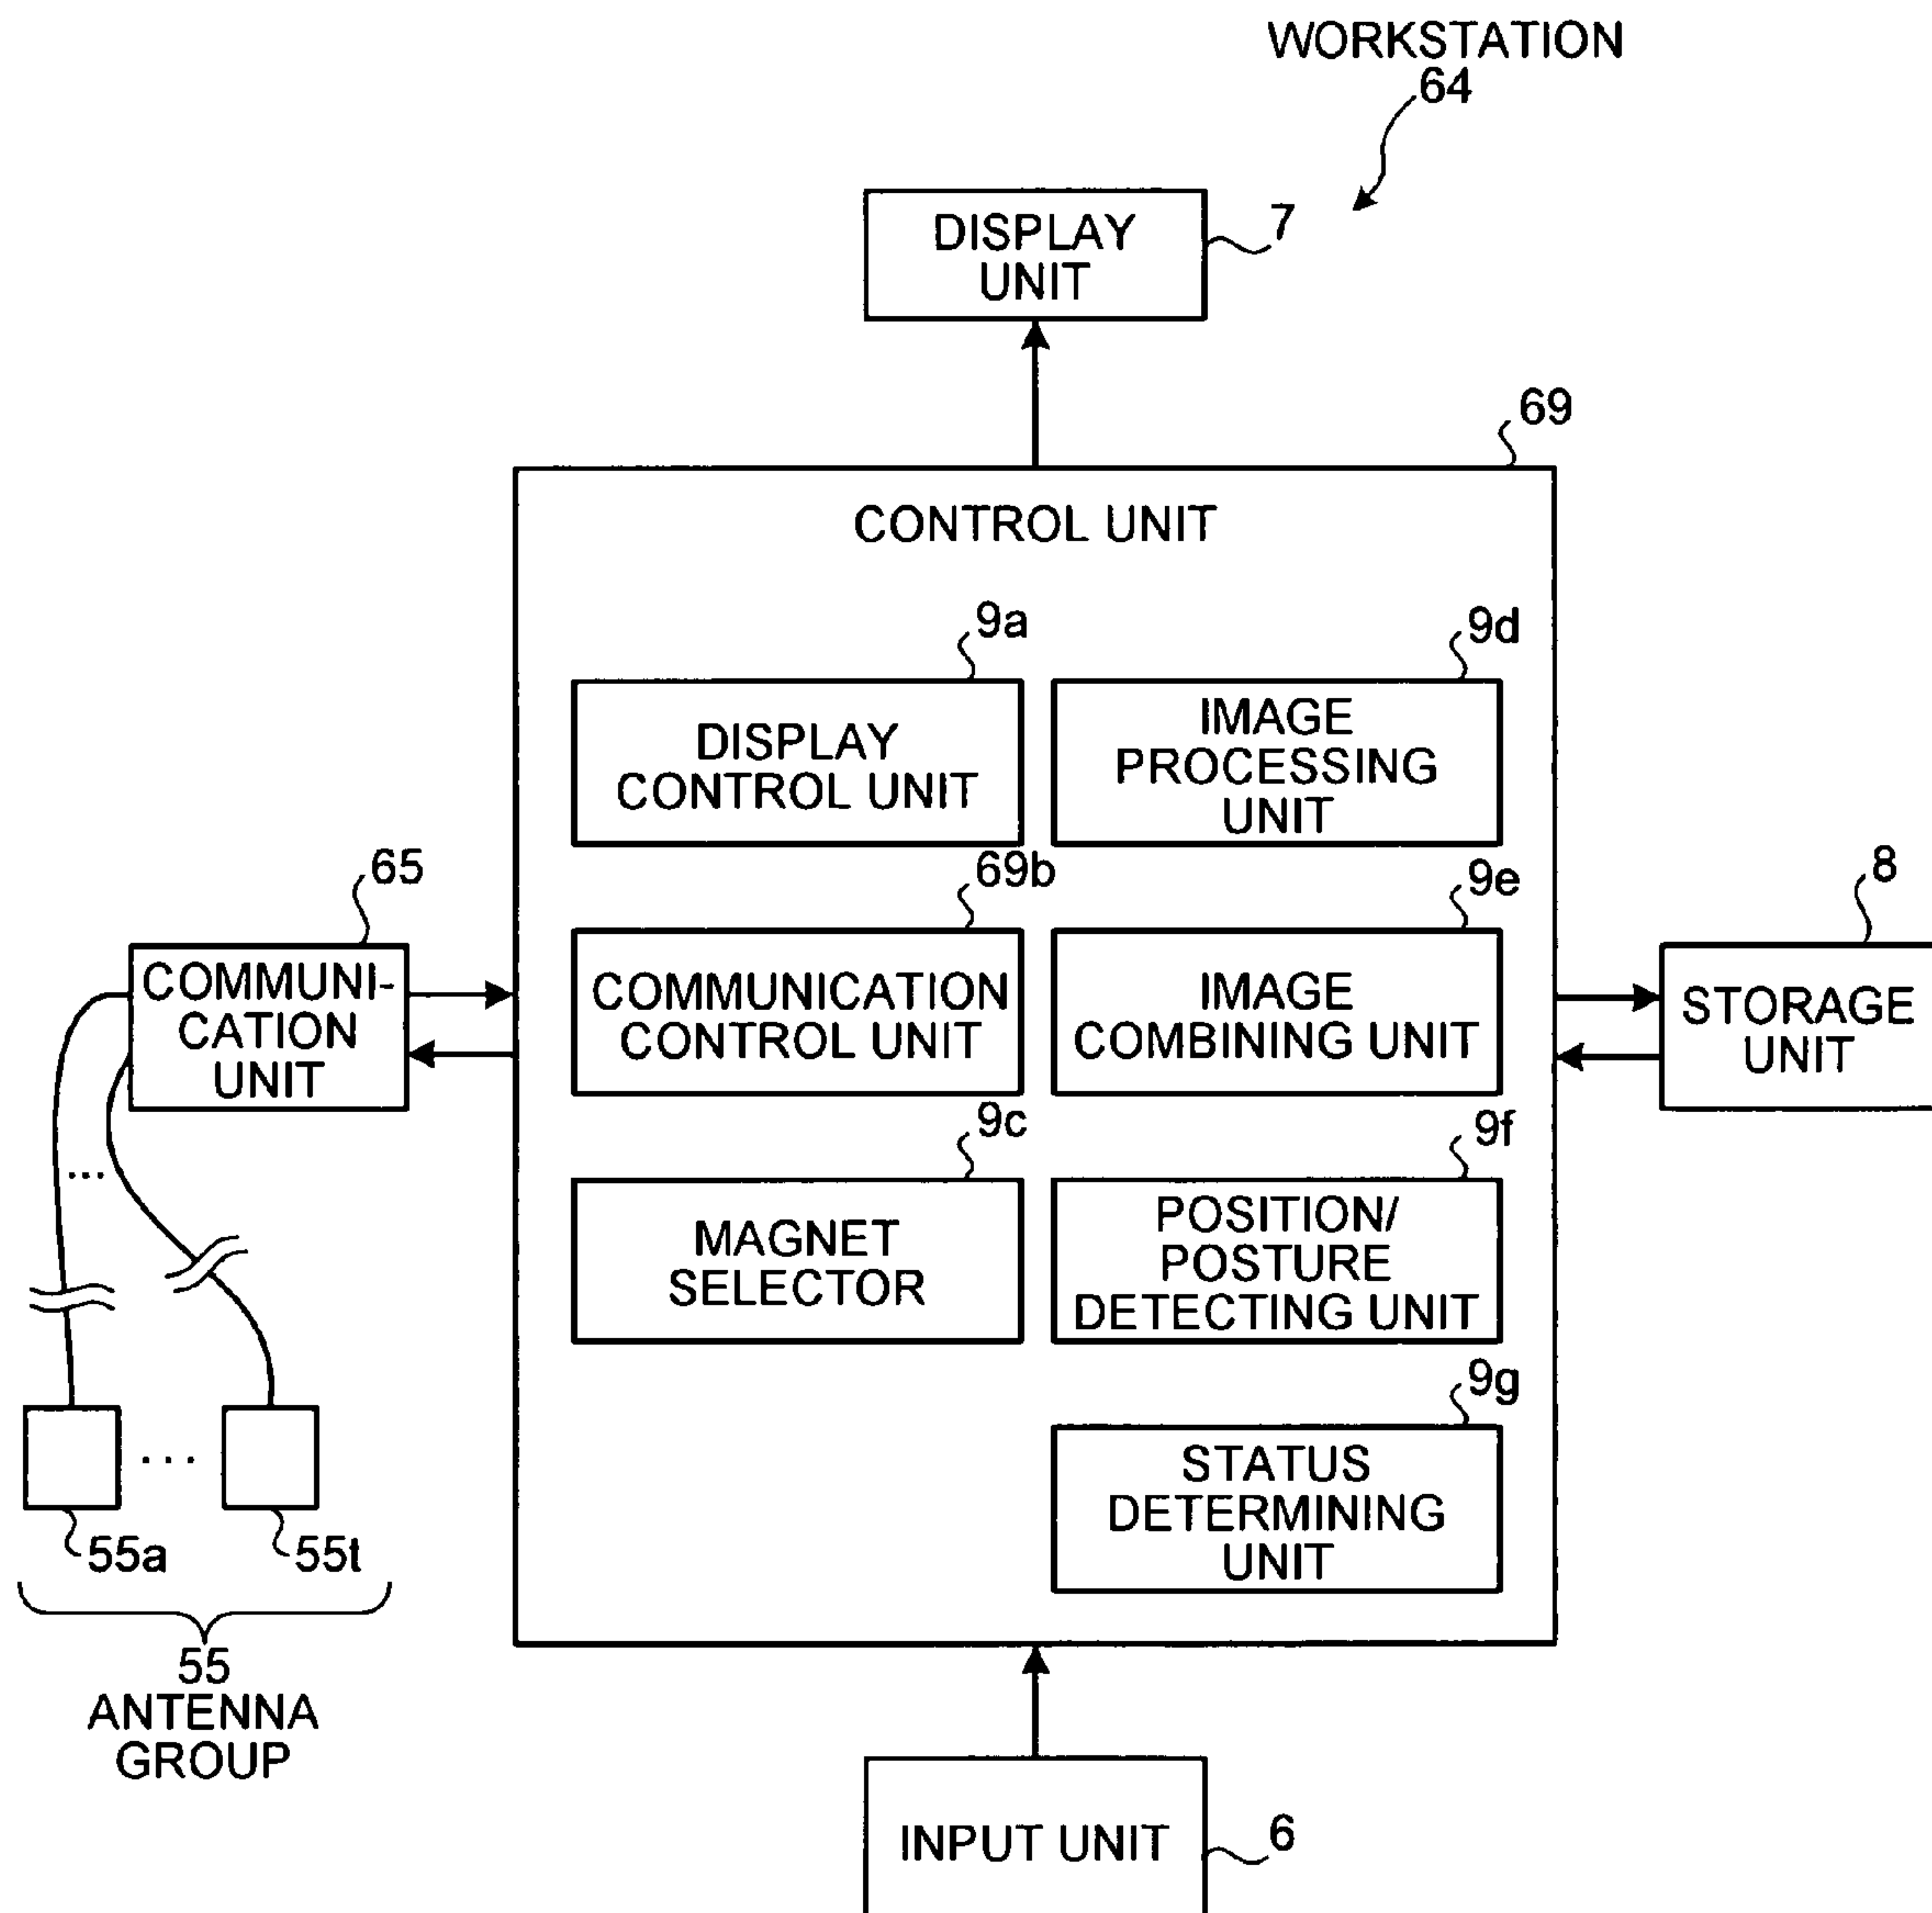 WORKSTATION
64
DISPLAY
UNIT
7
69
CONTROL UNIT
9a
DISPLAY
CONTROL UNIT
9d
IMAGE
PROCESSING
UNIT
65
COMMUNI-
CATION
UNIT
69b
COMMUNICATION
CONTROL UNIT
9e
IMAGE
COMBINING UNIT
8
STORAGE
UNIT
9c
MAGNET
SELECTOR
9f
POSITION/
POSTURE
DETECTING UNIT
9g
STATUS
DETERMINING
UNIT
...
...
55a
55t
55
ANTENNA
GROUP
INPUT UNIT
6